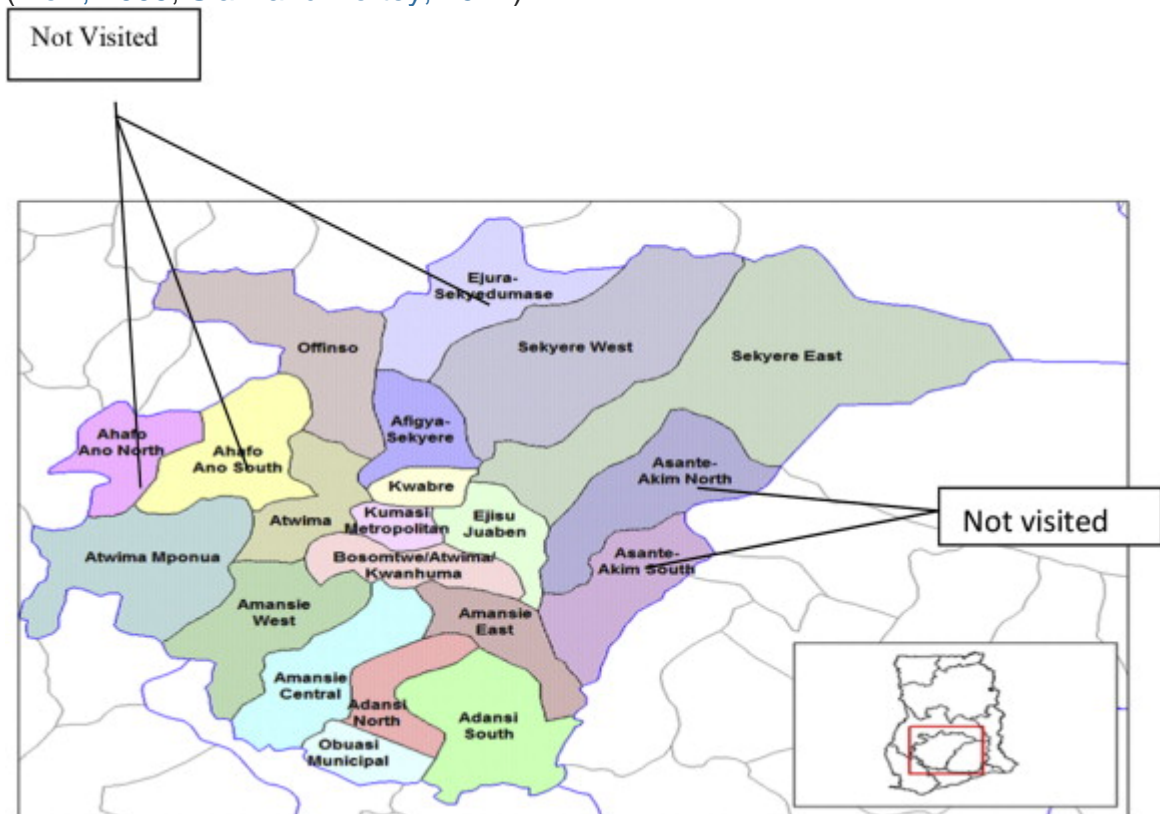 Not Visited
Ejura-
Sekyedumase
Offinso
Sekyere West
Sekyere East
Afigya-
Sekyere
Ahafo
Ano North
Ahafo
Ano South
Asante-
Akim North
Kwabre
Kumasi
Metropolitan
Ejisu
Juaben
Not visited
Atwima
Atwima Mponua
Bosomtwe/Atwima/
Kwanhuma
Asante-
Akim South
Amansie
West
Amansie
East
Amansie
Central
Adansi
North
Adansi
South
Obuasi
Municipal